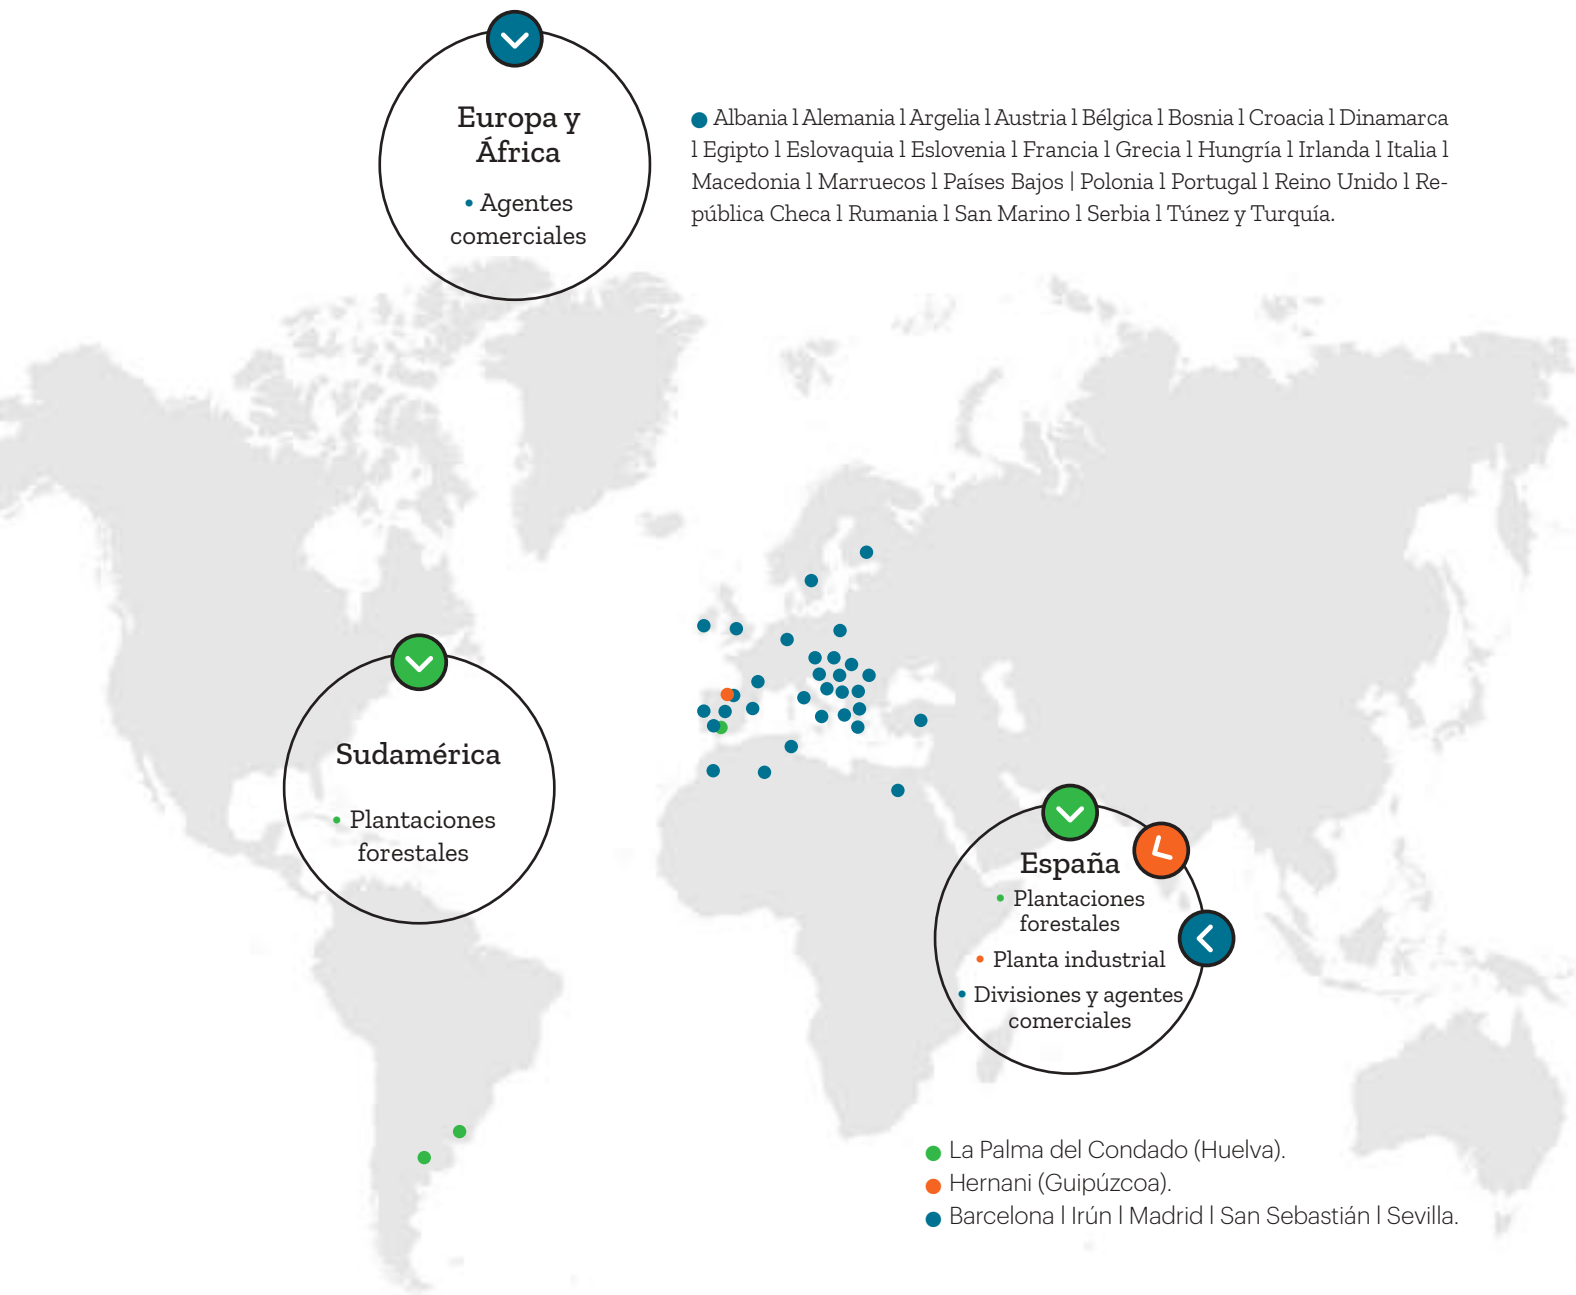 Europa y
África
• Agentes
comerciales
Albania l Alemania l Argelia l Austria l Bélgica l Bosnia l Croacia l Dinamarca
l Egipto l Eslovaquia l Eslovenia l Francia l Grecia l Hungría l Irlanda l Italia l
Macedonia l Marruecos l Países Bajos | Polonia l Portugal l Reino Unido l Re-
pública Checa l Rumania l San Marino l Serbia l Túnez y Turquía.
Sudamérica
• Plantaciones
forestales
España
• Plantaciones
forestales
• Planta industrial
• Divisiones y agentes
comerciales
La Palma del Condado (Huelva).
Hernani (Guipúzcoa).
Barcelona l Irún l Madrid l San Sebastián l Sevilla.